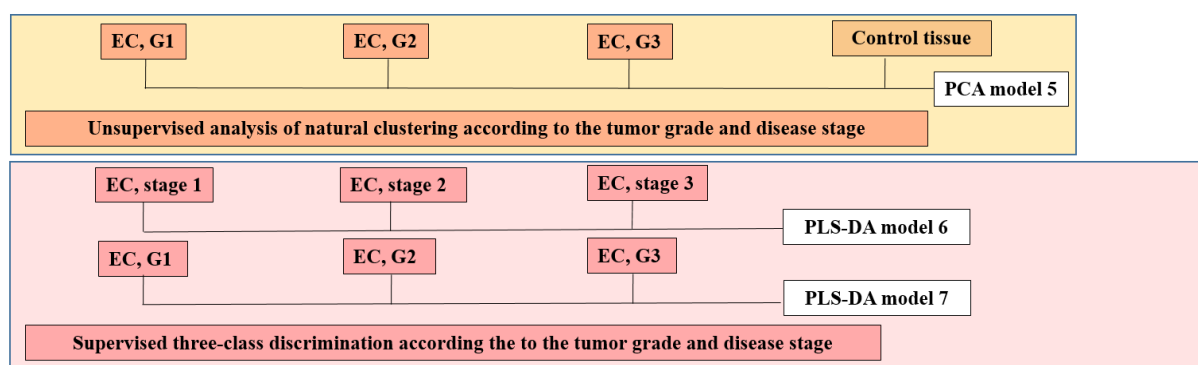 EC, G1
EC, G2
EC, G3
Control tissue
PCA model 5
Unsupervised analysis of natural clustering according to the tumor grade and disease stage
EC, stage 1
EC, stage 2
EC, stage 3
PLS-DA model 6
EC, G1
EC, G2
EC, G3
PLS-DA model 7
Supervised three-class discrimination according the to the tumor grade and disease stage